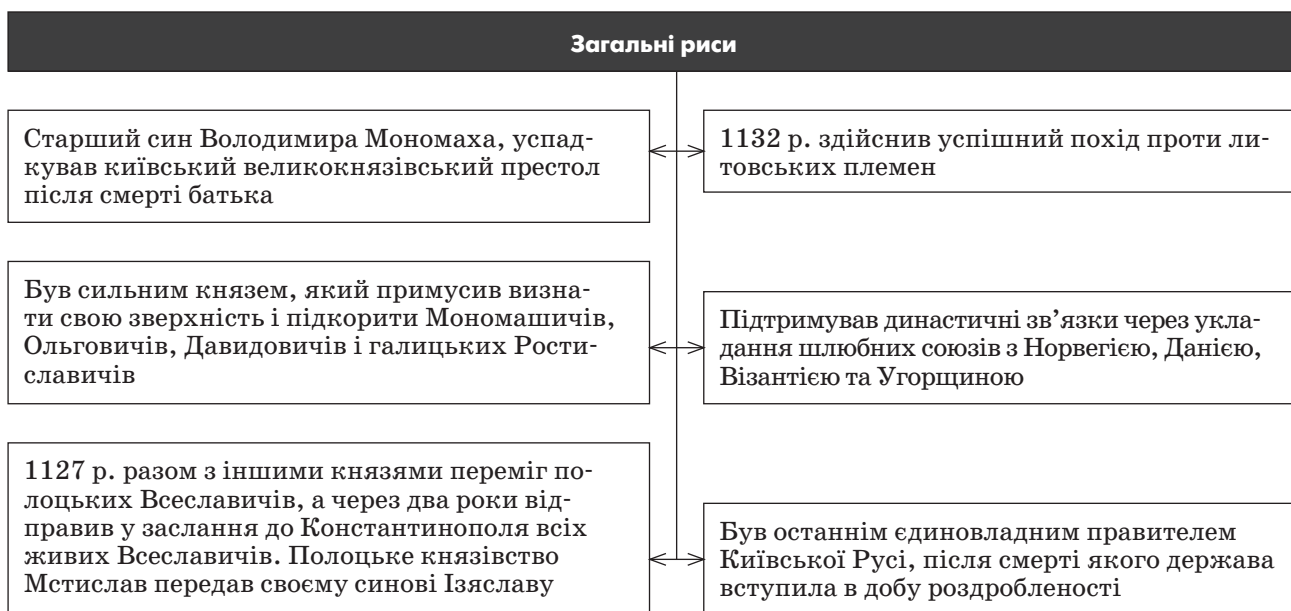 Загальні риси
Старший син Володимира Мономаха, успад-
кував київський великокнязівський престол
після смерті батька
1132 р. здійснив успішний похід проти ли-
товських племен
Був сильним князем, який примусив визна-
ти свою зверхність і підкорити Мономашичів,
Ольговичів, Давидовичів і галицьких Рости-
славичів
Підтримував династичні зв’язки через укла-
дання шлюбних союзів з Норвегією, Данією,
Візантією та Угорщиною
1127 р. разом з іншими князями переміг по-
лоцьких Всеславичів, а через два роки від-
правив у заслання до Константинополя всіх
живих Всеславичів. Полоцьке князівство
Мстислав передав своєму синові Ізяславу
Був останнім єдиновладним правителем
Київської Русі, після смерті якого держава
вступила в добу роздробленості